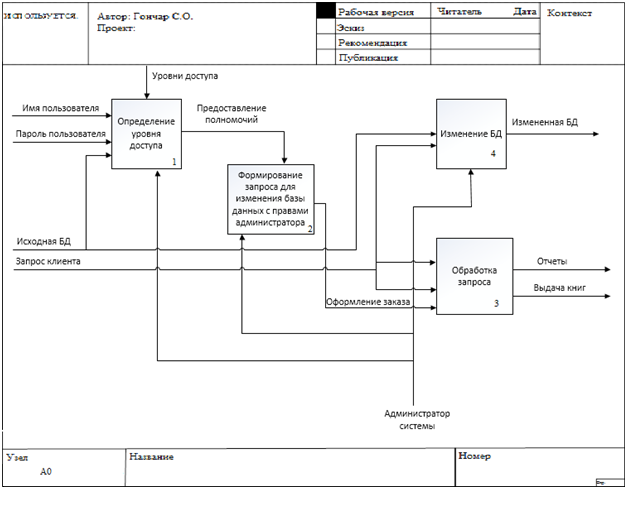 ИСПОЛЬЗУЕТСЯ.
Автор: Гончар С.О.
Проект:
Рабочая версия
Эскиз
Рекомендация
Публикация
Читатель Дата
Контекст
Уровни доступа
Имя пользователя
Пароль пользователя
Определение
уровня
доступа
1
Предоставление
полномочий
Формирование
запроса для
изменения базы
данных с правами
администратора
2
Изменение БД
4
Измененная БД
Исходная БД
Запрос клиента
Обработка
запроса
3
Отчеты
Выдача книг
Оформление заказа
Администратор
системы
Узел
А0
Название
Номер